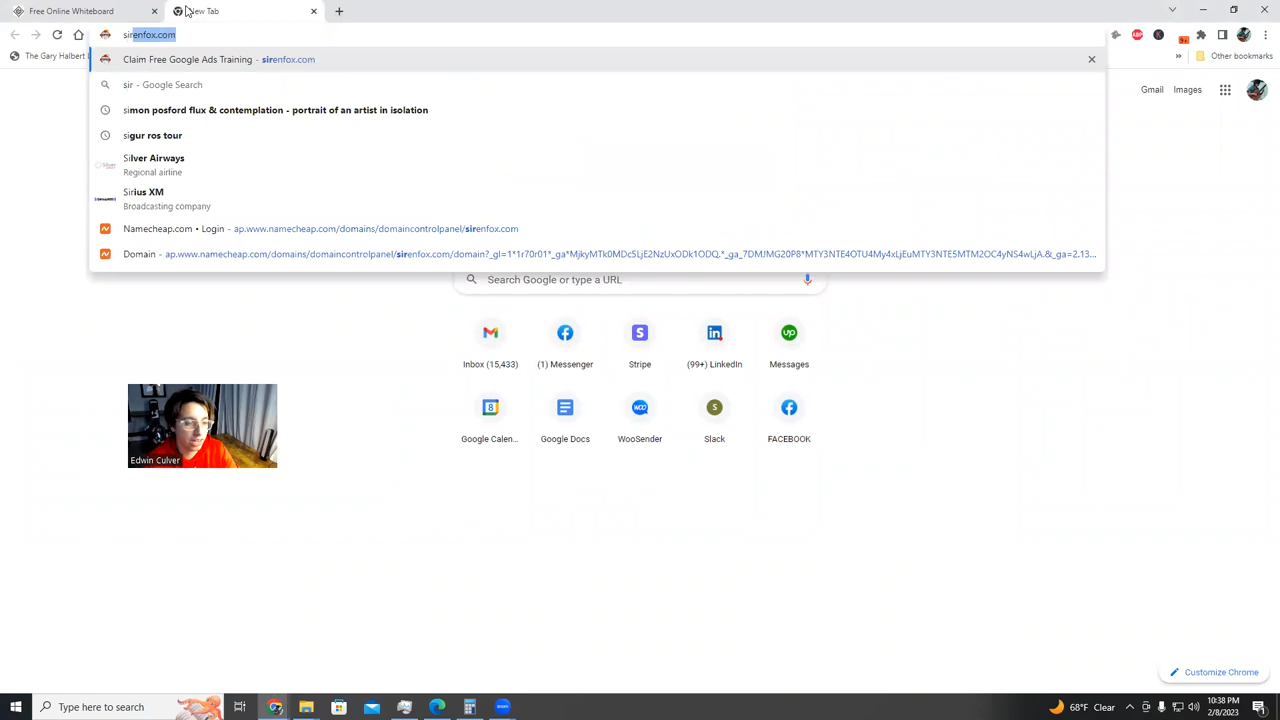 Free Online Whiteboard
New Tab
sirenfox.com
The Gary Halbert L
Other bookmarks
Claim Free Google Ads Training - sirenfox.com
sir - Google Search
simon posford flux & contemplation - portrait of an artist in isolation
sigur ros tour
Silver Airways
Regional airline
Sirius XM
Broadcasting company
Namecheap.com • Login - ap.www.namecheap.com/domains/domaincontrolpanel/sirenfox.com
Domain - ap.www.namecheap.com/domains/domaincontrolpanel/sirenfox.com/domain?_gl=1*1r70r01*_ga*MjkyMTk0MDc5LjE2NzUxODk1ODQ.*_ga_7DMJMG20P8*MTY3NTE4OTU4My4xLjEuMTY3NTE5MTM2OC4yNS4wLjA.&_ga=2.13...
Gmail Images
Search Google or type a URL
Inbox (15,433) (1) Messenger Stripe (99+) LinkedIn Messages
Google Calen... Google Docs WooSender Slack FACEBOOK
Edwin Culver
Customize Chrome
Type here to search
68°F Clear
10:38 PM
2/8/2023